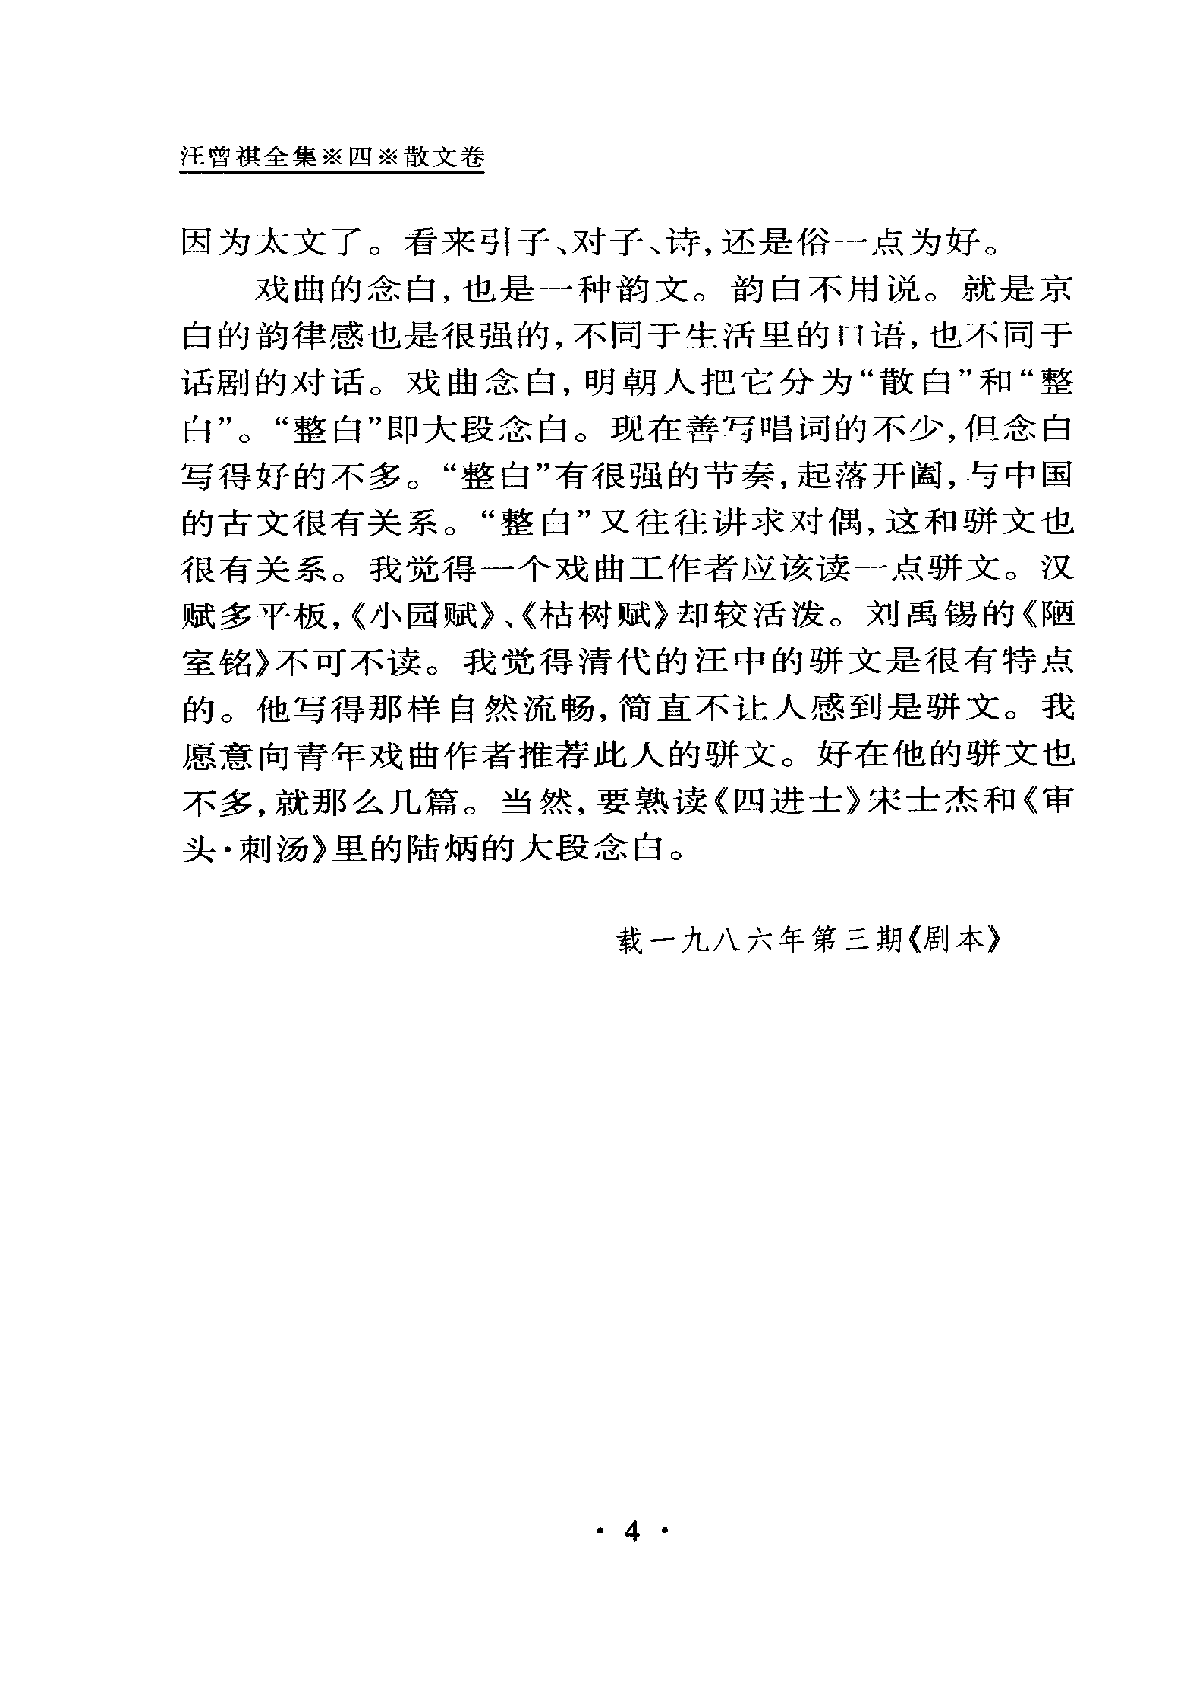 汪曾祺全集※四※散文卷
因为太文了。看来引子、对子、诗,还是俗一点为好。
戏曲的念白,也是一种韵文。韵白不用说。就是京
白的韵律感也是很强的,不同于生活里的口语,也不同于
话剧的对话。戏曲念白,明朝人把它分为“散白”和“整
白”。“整白”即大段念白。现在善写唱词的不少,但念白
写得好的不多。“整白”有很强的节奏,起落开阖,与中国
的古文很有关系。“整白”又往往讲求对偶,这和骈文也
很有关系。我觉得一个戏曲工作者应该读一点骈文。汉
赋多平板,《小园赋》、《枯树赋》却较活泼。刘禹锡的《陋
室铭》不可不读。我觉得清代的汪中的骈文是很有特点
的。他写得那样自然流畅,简直不让人感到是骈文。我
愿意向青年戏曲作者推荐此人的骈文。好在他的骈文也
不多,就那么几篇。当然,要熟读《四进士》宋士杰和《审
头·刺汤》里的陆炳的大段念白。
载一九八六年第三期《剧本》
· 4 ·